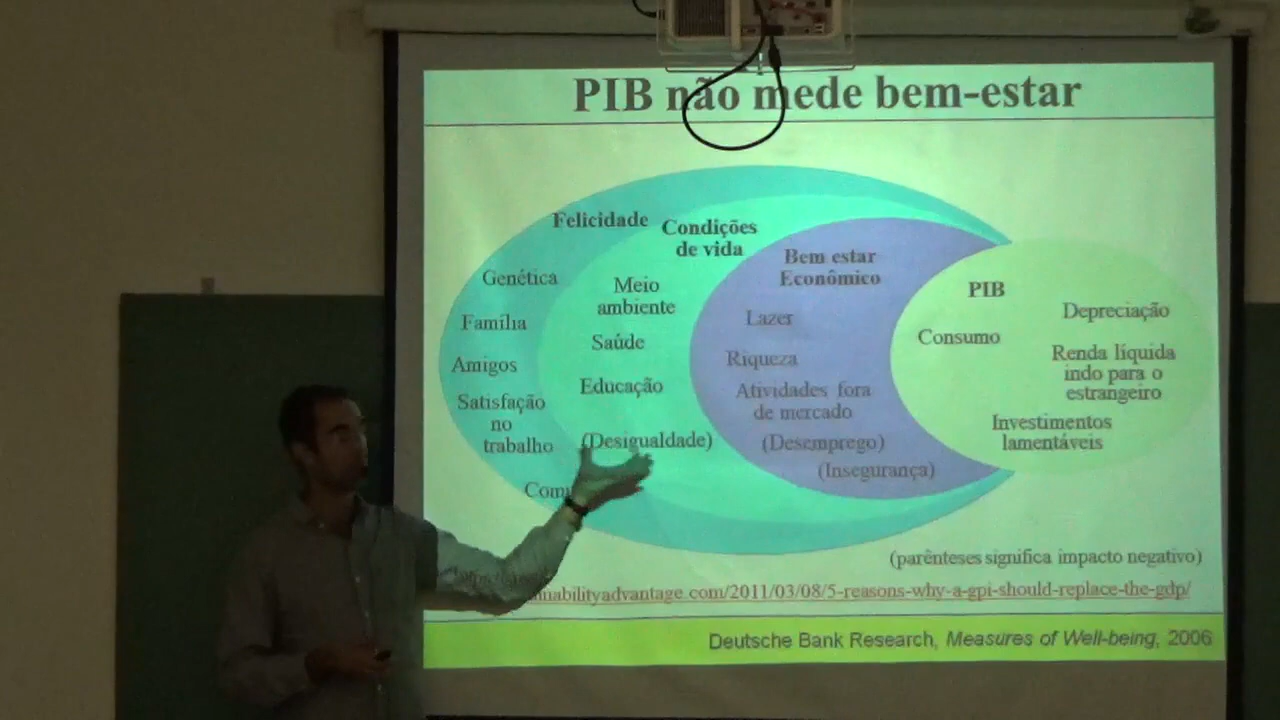 PIB não mede bem-estar
Felicidade
Genética
Família
Amigos
Satisfação
no
trabalho
Condições
de vida
Meio
ambiente
Saúde
Educação
(Desigualdade)
Bem estar
Econômico
Lazer
Riqueza
Atividades fora
de mercado
(Desemprego)
(Insegurança)
PIB
Consumo
Depreciação
Renda líquida
indo para o
estrangeiro
Investimentos
lamentáveis
(parênteses significa impacto negativo)
nabilityadvantage.com/2011/03/08/5-reasons-why-a-gpi-should-replace-the-gdp/
Deutsche Bank Research, Measures of Well-being, 2006